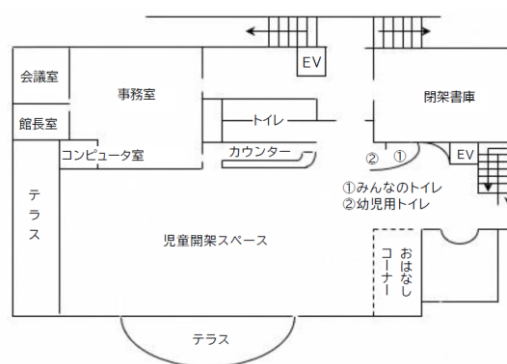 EV
会議室
事務室
閉架書庫
館長室
トイレ
コンピュータ室
カウンター
② ①
EV
①みんなのトイレ
②幼児用トイレ
テラス
児童開架スペース
おはなし
コーナー
テラス